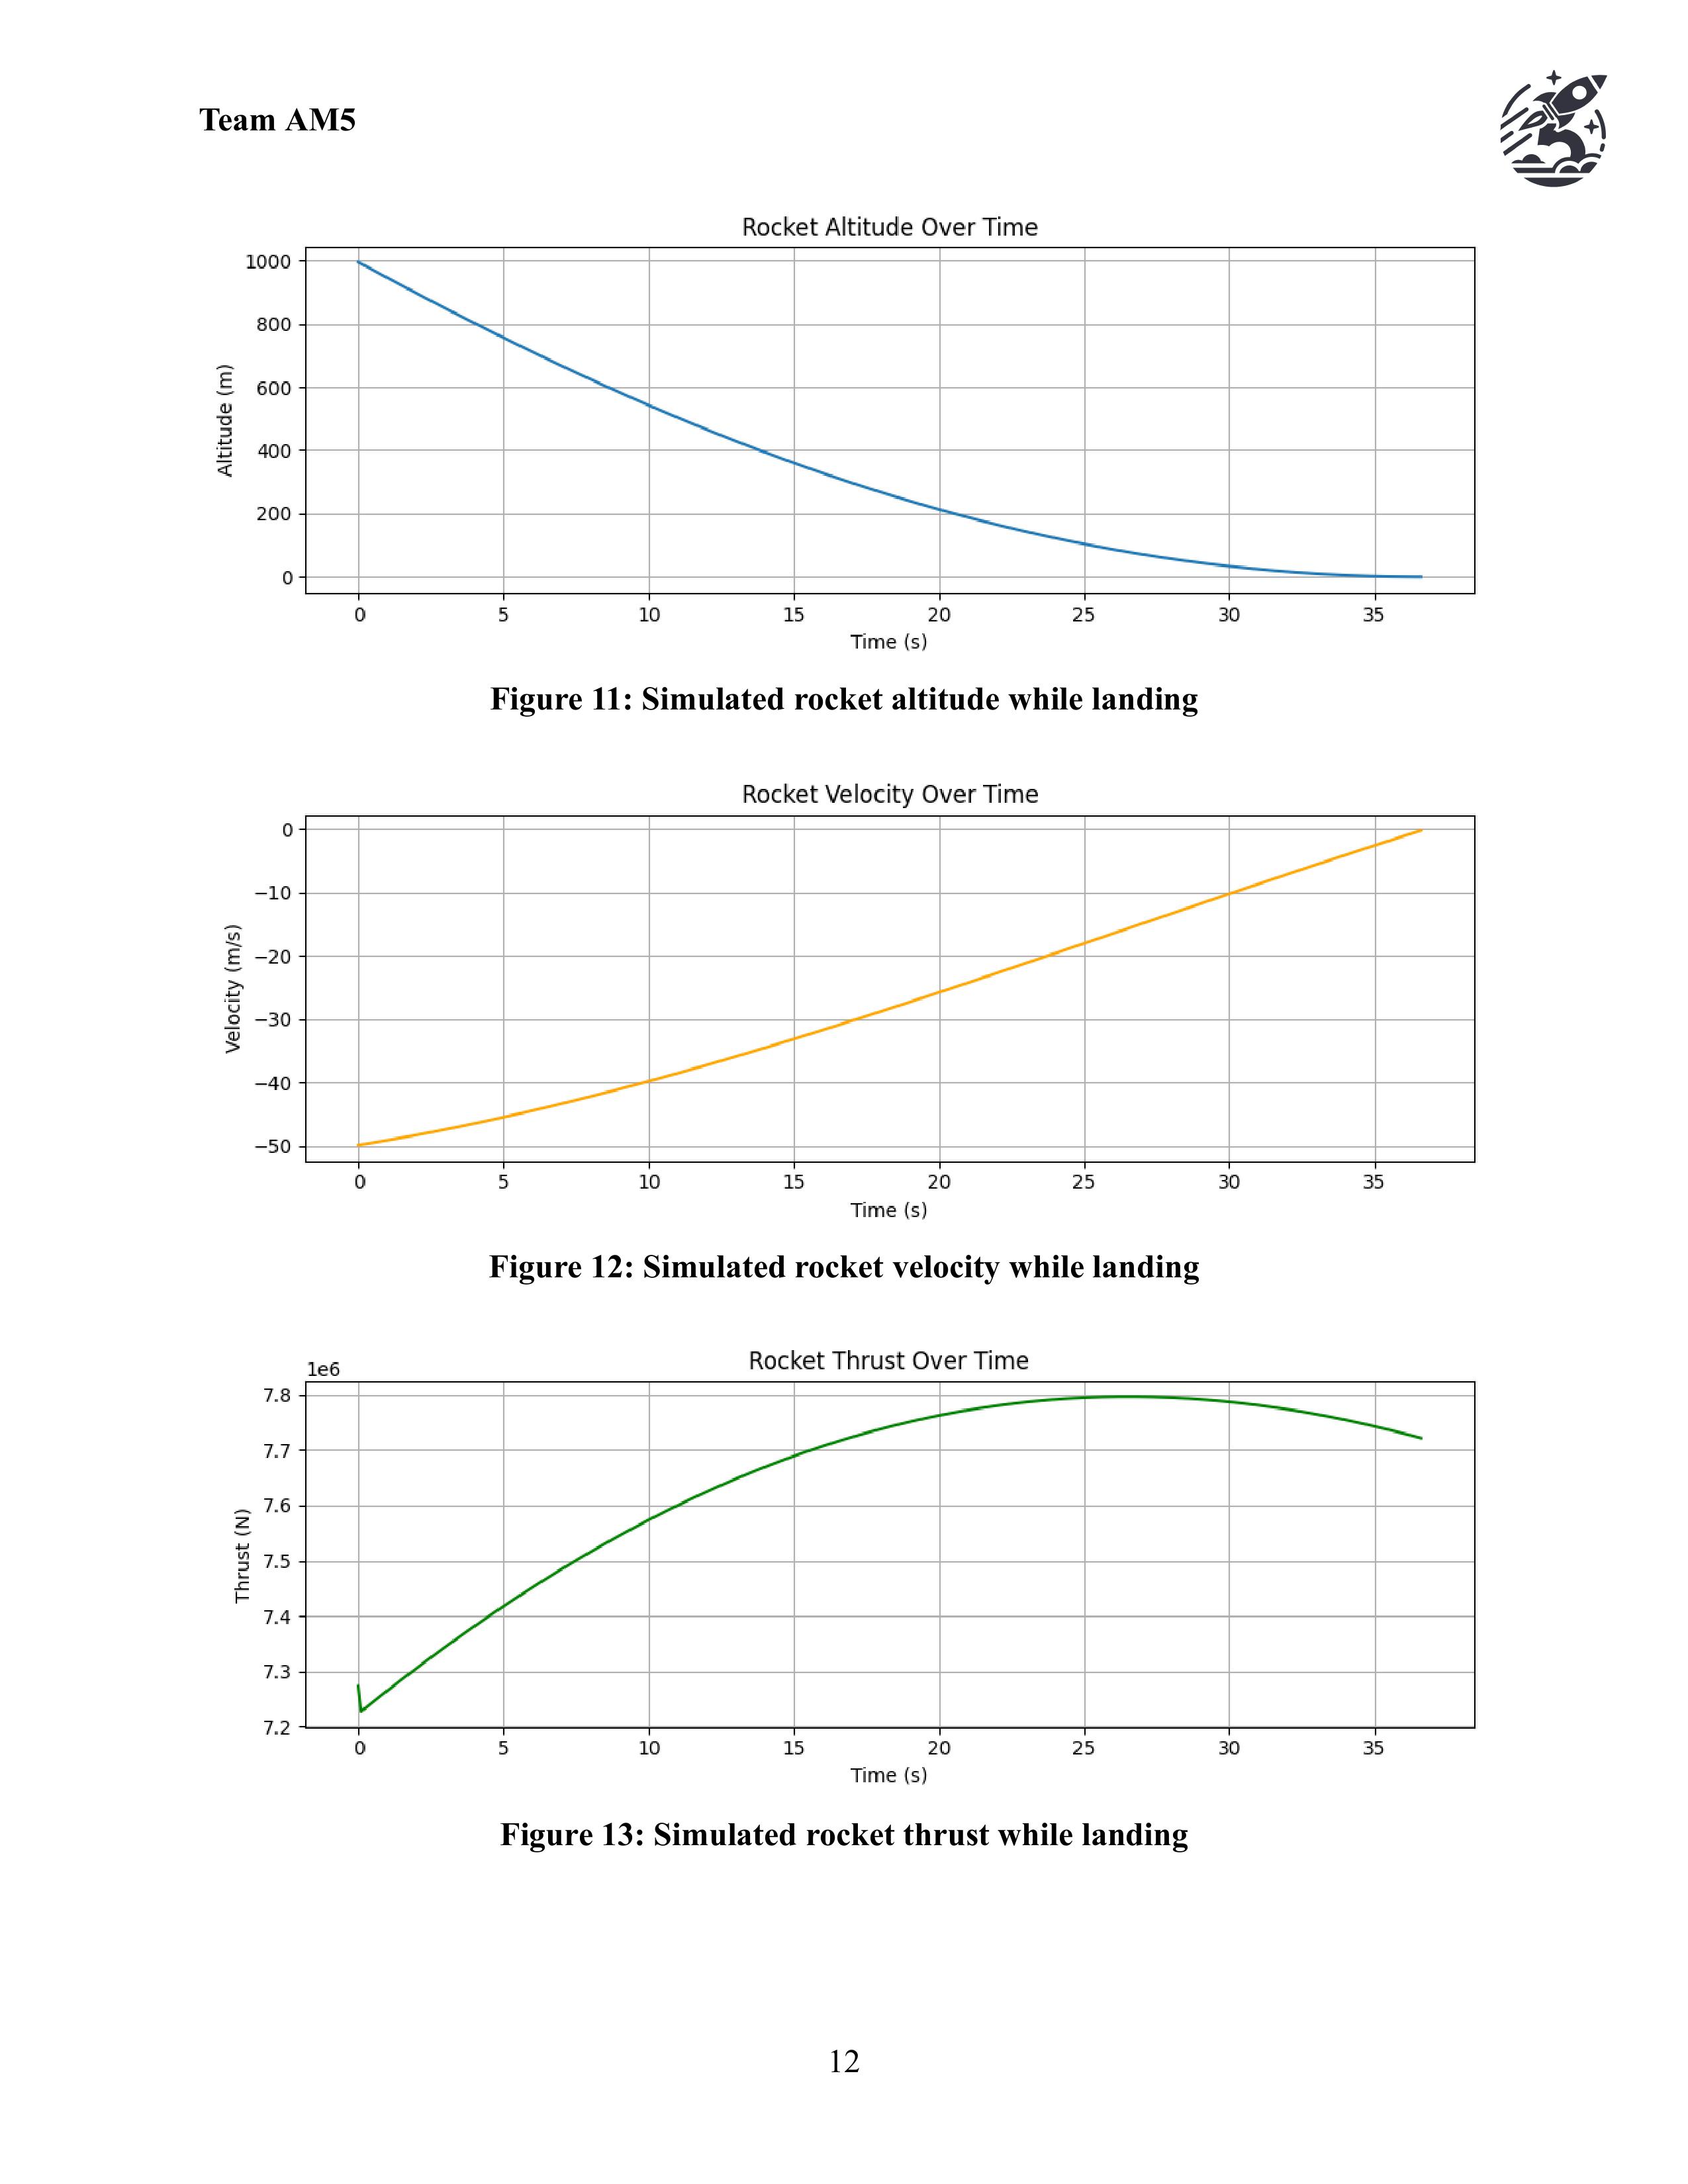 Team AM5
Rocket Altitude Over Time
1000
800
600
400
200
0
Altitude (m)
0 5 10 15 20 25 30 35
Time (s)
Figure 11: Simulated rocket altitude while landing
Rocket Velocity Over Time
0
−10
−20
−30
−40
−50
Velocity (m/s)
0 5 10 15 20 25 30 35
Time (s)
Figure 12: Simulated rocket velocity while landing
Rocket Thrust Over Time
1e6
7.8
7.7
7.6
7.5
7.4
7.3
7.2
Thrust (N)
0 5 10 15 20 25 30 35
Time (s)
Figure 13: Simulated rocket thrust while landing
12